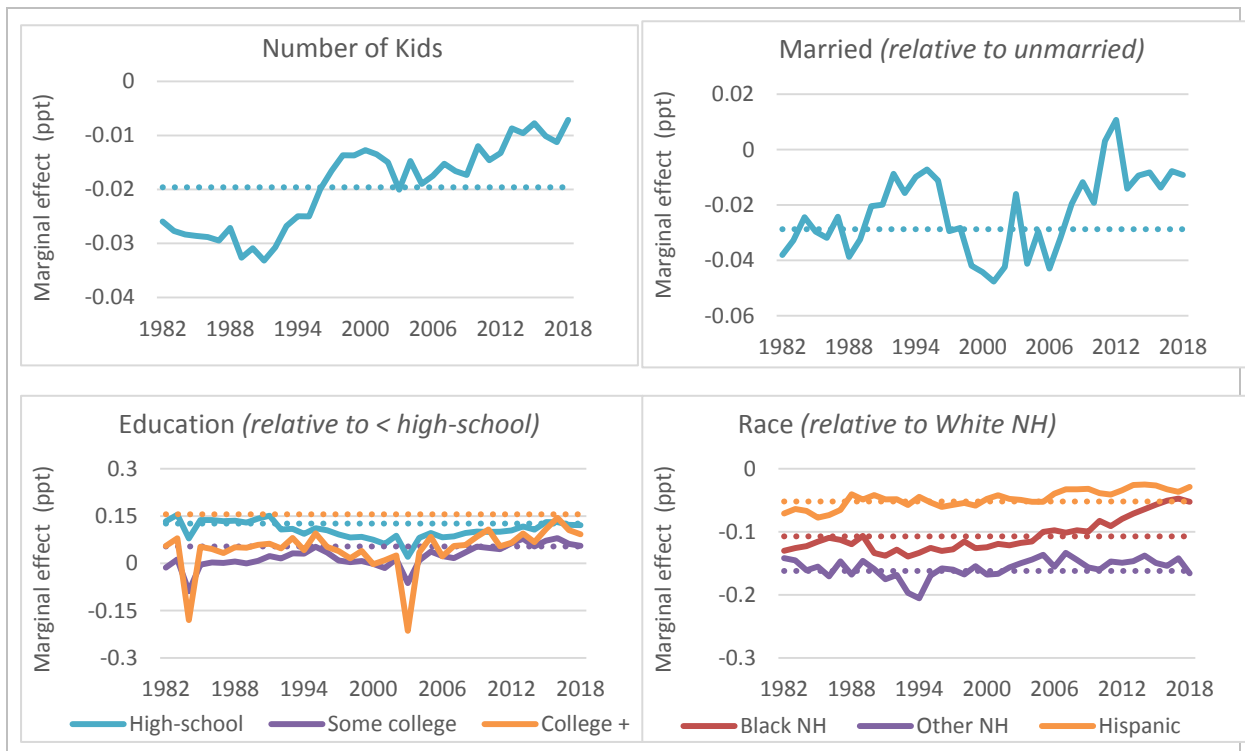 Number of Kids
Marginal effect (ppt)
0
-0.01
-0.02
-0.03
-0.04
1982 1988 1994 2000 2006 2012 2018
Married (relative to unmarried)
Marginal effect (ppt)
0.02
0
-0.02
-0.04
-0.06
1982 1988 1994 2000 2006 2012 2018
Education (relative to < high-school)
Marginal effect (ppt)
0.3
0.15
0
-0.15
-0.3
1982 1988 1994 2000 2006 2012 2018
High-school Some college College +
Race (relative to White NH)
Marginal effect (ppt)
0
-0.1
-0.2
-0.3
1982 1988 1994 2000 2006 2012 2018
Black NH Other NH Hispanic